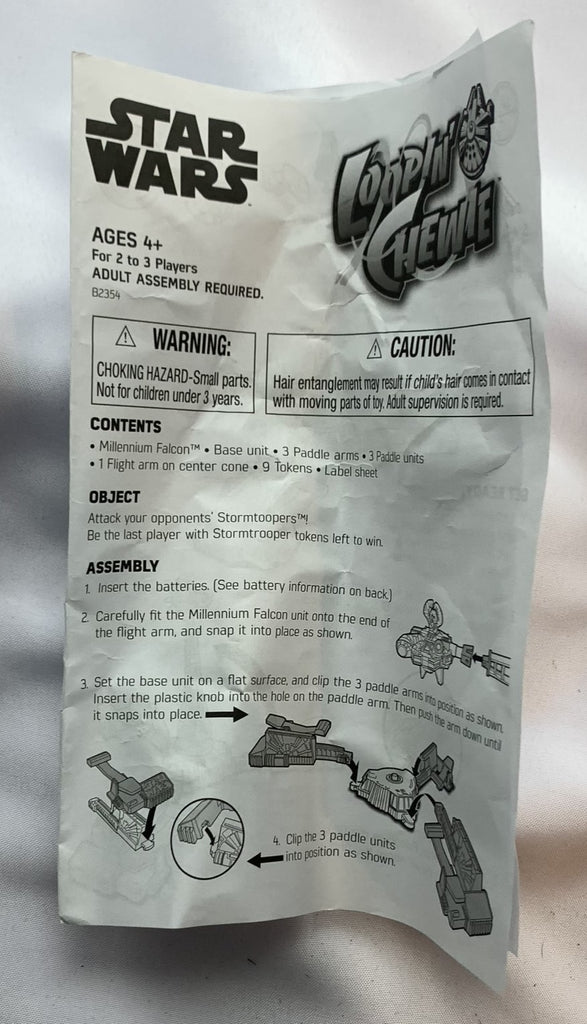 STAR
WARS
LOOPIN'
CHEWIE
AGES 4+
For 2 to 3 Players
ADULT ASSEMBLY REQUIRED.
B2354
WARNING:
CHOKING HAZARD-Small parts.
Not for children under 3 years.
CAUTION:
Hair entanglement may result if child's hair comes in contact
with moving parts of toy. Adult supervision is required.
CONTENTS
• Millennium Falcon™ • Base unit • 3 Paddle arms • 3 Paddle units
• 1 Flight arm on center cone • 9 Tokens • Label sheet
OBJECT
Attack your opponents' Stormtoopers™!
Be the last player with Stormtrooper tokens left to win.
ASSEMBLY
1. Insert the batteries. (See battery information on back.)
2. Carefully fit the Millennium Falcon unit onto the end of
the flight arm, and snap it into place as shown.
3. Set the base unit on a flat surface, and clip the 3 paddle arms into position as shown.
Insert the plastic knob into the hole on the paddle arm. Then push the arm down until
it snaps into place.
4. Clip the 3 paddle units
into position as shown.